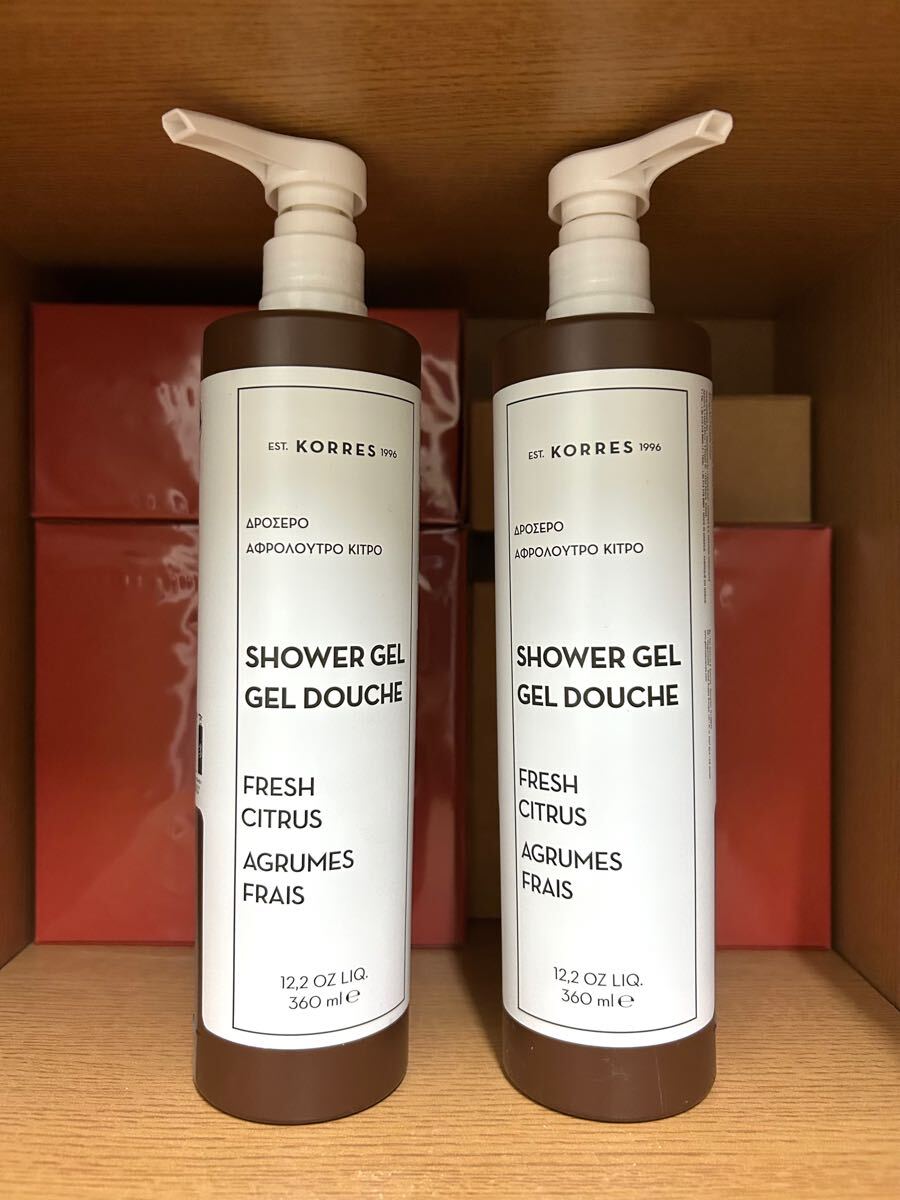 EST. KORRES 1996
ΔΡΟΣΕΡΟ
ΑΦΡΟΛΟΥΤΡΟ ΚΙΤΡΟ
SHOWER GEL
GEL DOUCHE
FRESH
CITRUS
AGRUMES
FRAIS
12,2 OZ LIQ.
360 ml ℮
EST. KORRES 1996
ΔΡΟΣΕΡΟ
ΑΦΡΟΛΟΥΤΡΟ ΚΙΤΡΟ
SHOWER GEL
GEL DOUCHE
FRESH
CITRUS
AGRUMES
FRAIS
12,2 OZ LIQ.
360 ml ℮